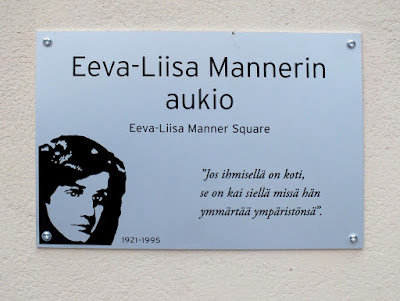 Eeva-Liisa Mannerin
aukio
Eeva-Liisa Manner Square
"Jos ihmisellä on koti,
se on kai siellä missä hän
ymmärtää ympäristönsä".
1921-1995